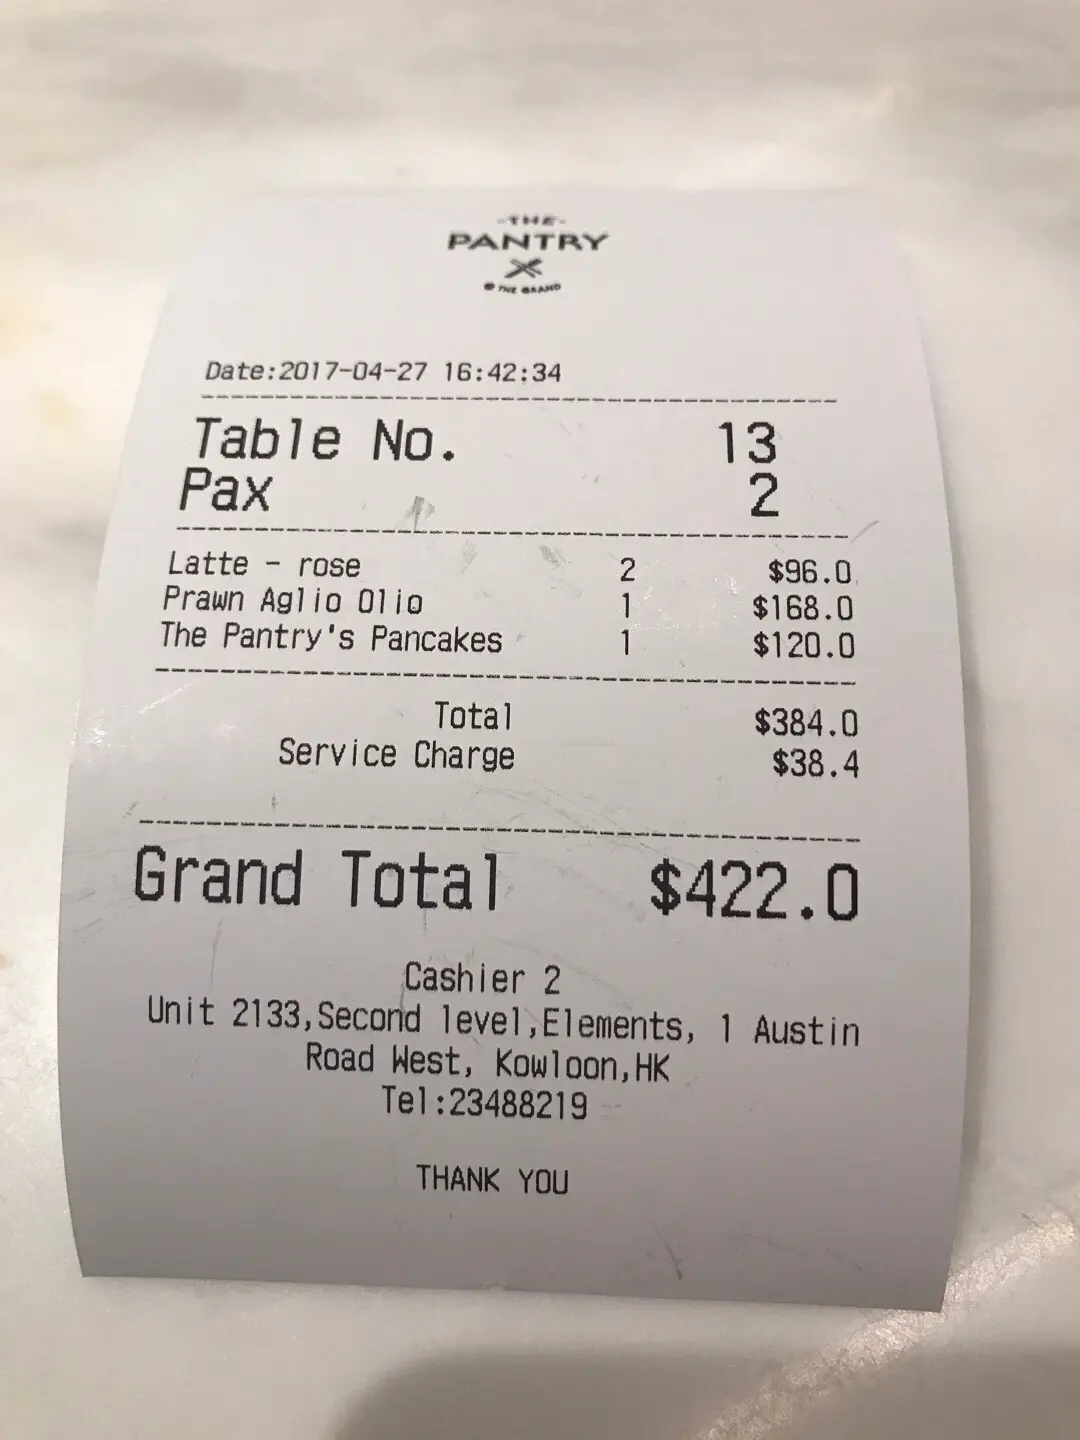 -THE-
PANTRY
@ THE GRAND
Date:2017-04-27 16:42:34
Table No. 13
Pax 2
Latte - rose 2 $96.0
Prawn Aglio Olio 1 $168.0
The Pantry's Pancakes 1 $120.0
Total $384.0
Service Charge $38.4
Grand Total $422.0
Cashier 2
Unit 2133,Second level,Elements, 1 Austin
Road West, Kowloon,HK
Tel:23488219
THANK YOU